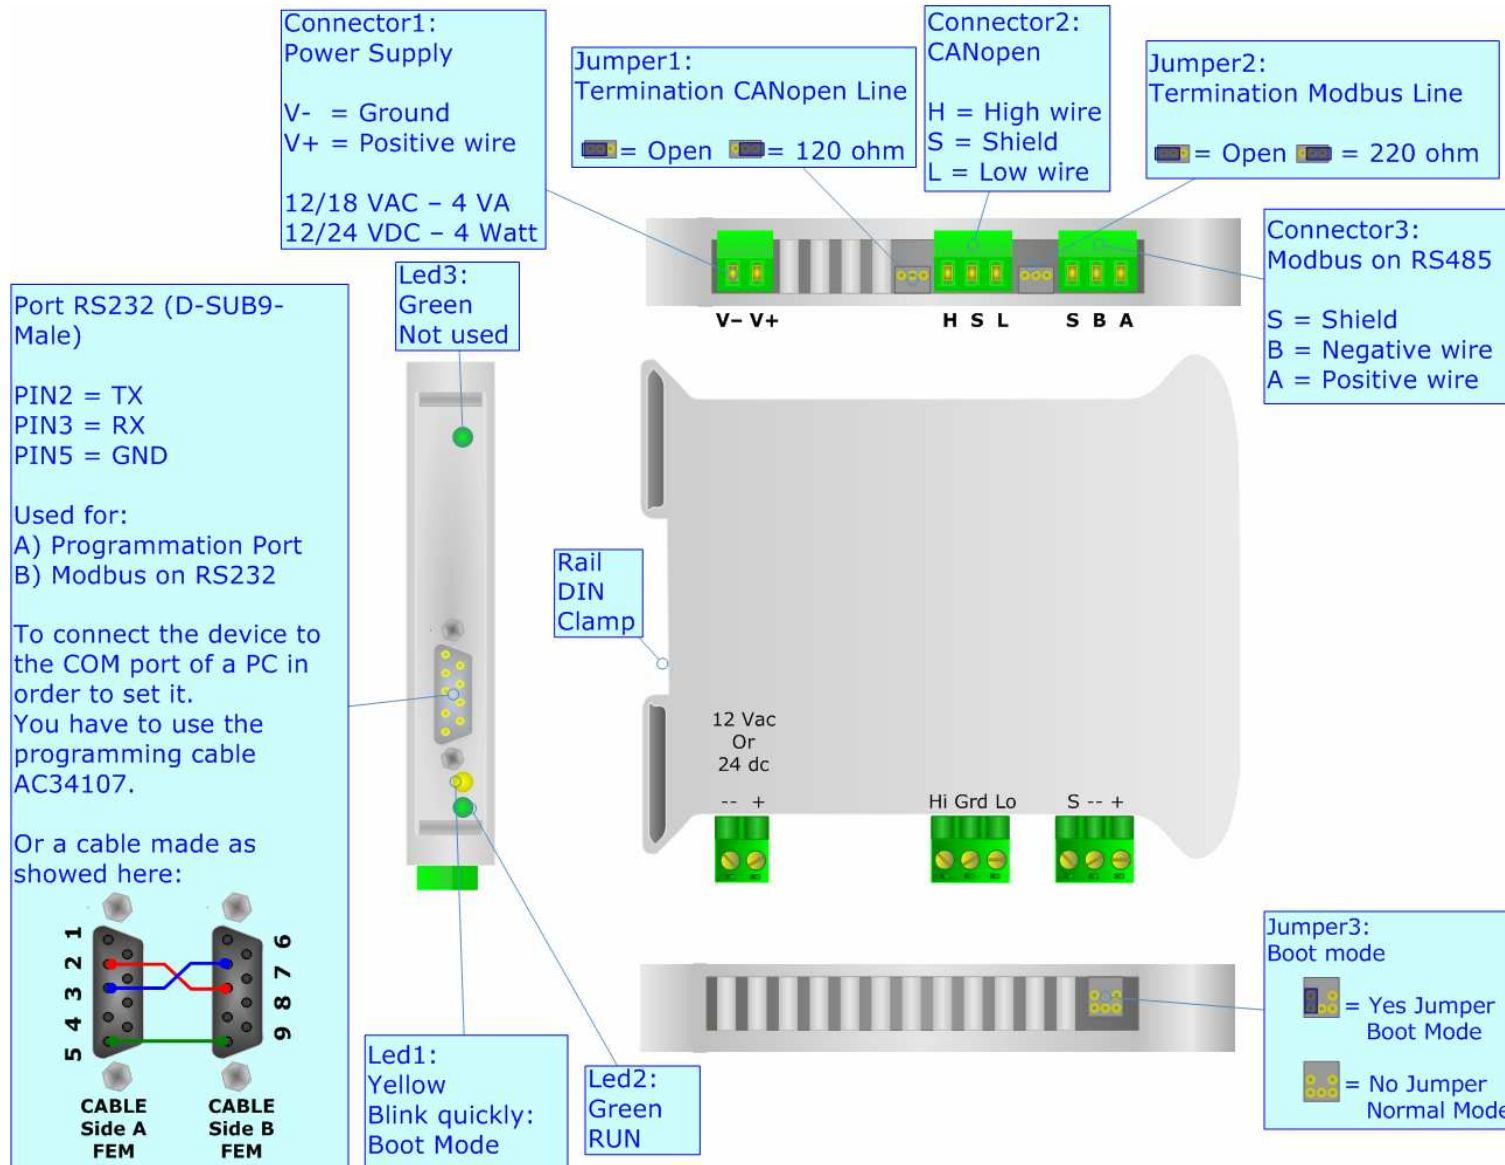 Connector1:
Power Supply
V- = Ground
V+ = Positive wire
12/18 VAC – 4 VA
12/24 VDC – 4 Watt
Jumper1:
Termination CANopen Line
= Open = 120 ohm
Connector2:
CANopen
H = High wire
S = Shield
L = Low wire
Jumper2:
Termination Modbus Line
= Open = 220 ohm
Connector3:
Modbus on RS485
S = Shield
B = Negative wire
A = Positive wire
V– V+
H S L
S B A
Led3:
Green
Not used
Port RS232 (D-SUB9-
Male)
PIN2 = TX
PIN3 = RX
PIN5 = GND
Used for:
A) Programmation Port
B) Modbus on RS232
To connect the device to
the COM port of a PC in
order to set it.
You have to use the
programming cable
AC34107.
Or a cable made as
showed here:
1
2
3
4
5
6
7
8
9
CABLE
Side A
FEM
CABLE
Side B
FEM
Rail
DIN
Clamp
12 Vac
Or
24 dc
-- +
Hi Grd Lo
S -- +
Led1:
Yellow
Blink quickly:
Boot Mode
Led2:
Green
RUN
Jumper3:
Boot mode
= Yes Jumper
Boot Mode
= No Jumper
Normal Mode